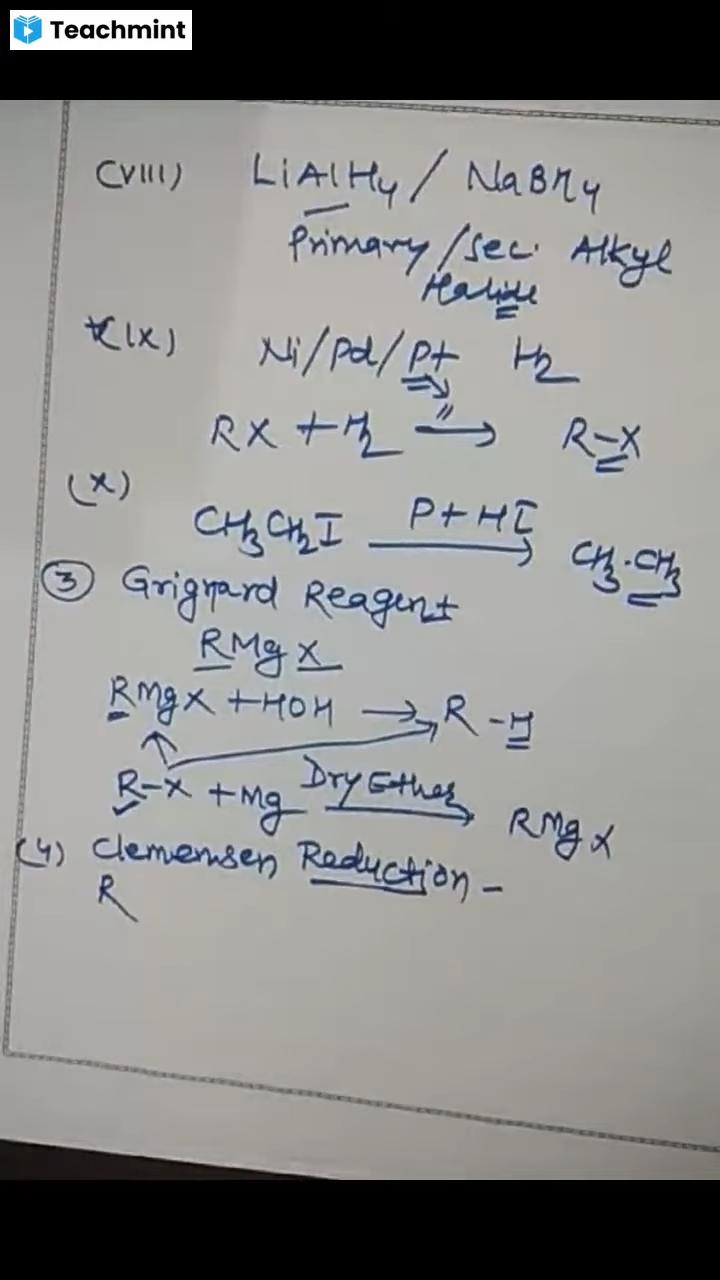 Teachmint
(VIII) LiAlH4 / NaBH4
Primary/Sec. Alkyl
Halide
(IX) Ni/Pd/Pt H2
RX + H2 → R-X
(X)
CH3CH2I P+HI → CH3.CH3
③ Grignard Reagent
RMgX
RMgX + HOH → R-H
R-X + Mg Dry Ether → RMgX
(4) Clemensen Reduction -
R